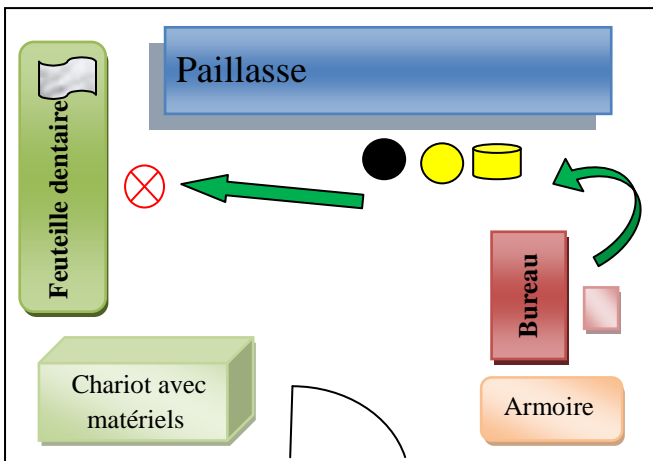 Paillasse
Feuteille dentaire
Bureau
Chariot avec
matériels
Armoire